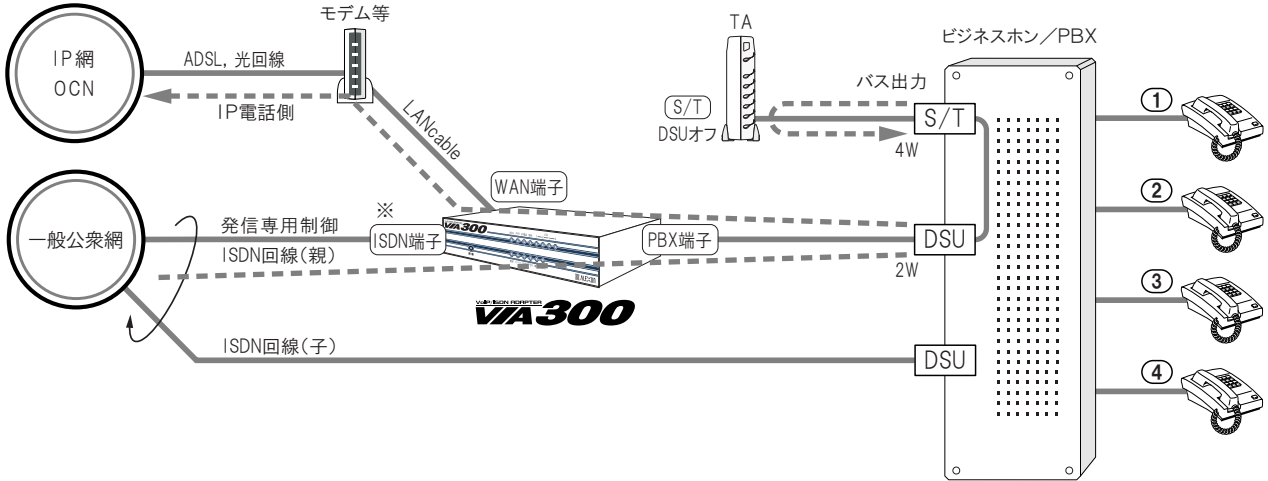 モデム等
IP網
OCN
ADSL, 光回線
IP電話側
LANcable
TA
S/T
DSUオフ
バス出力
4W
ビジネスホン／PBX
S/T
①
②
③
④
一般公衆網
発信専用制御
ISDN回線(親)
※
ISDN端子
WAN端子
VIA300
PBX端子
DSU
2W
VoIP/ISDN ADAPTER
VIA300
ISDN回線(子)
DSU